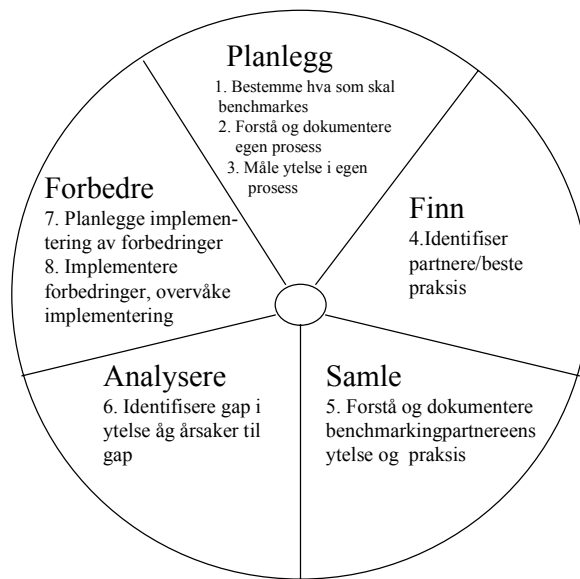 Planlegg
1. Bestemme hva som skal
benchmarkes
2. Forstå og dokumentere
egen prosess
3. Måle ytelse i egen
prosess
Finn
4.Identifiser
partnere/beste
praksis
Samle
5. Forstå og dokumentere
benchmarkingpartnereens
ytelse og praksis
Analysere
6. Identifisere gap i
ytelse åg årsaker til
gap
Forbedre
7. Planlegge implemen-
tering av forbedringer
8. Implementere
forbedringer, overvåke
implementering